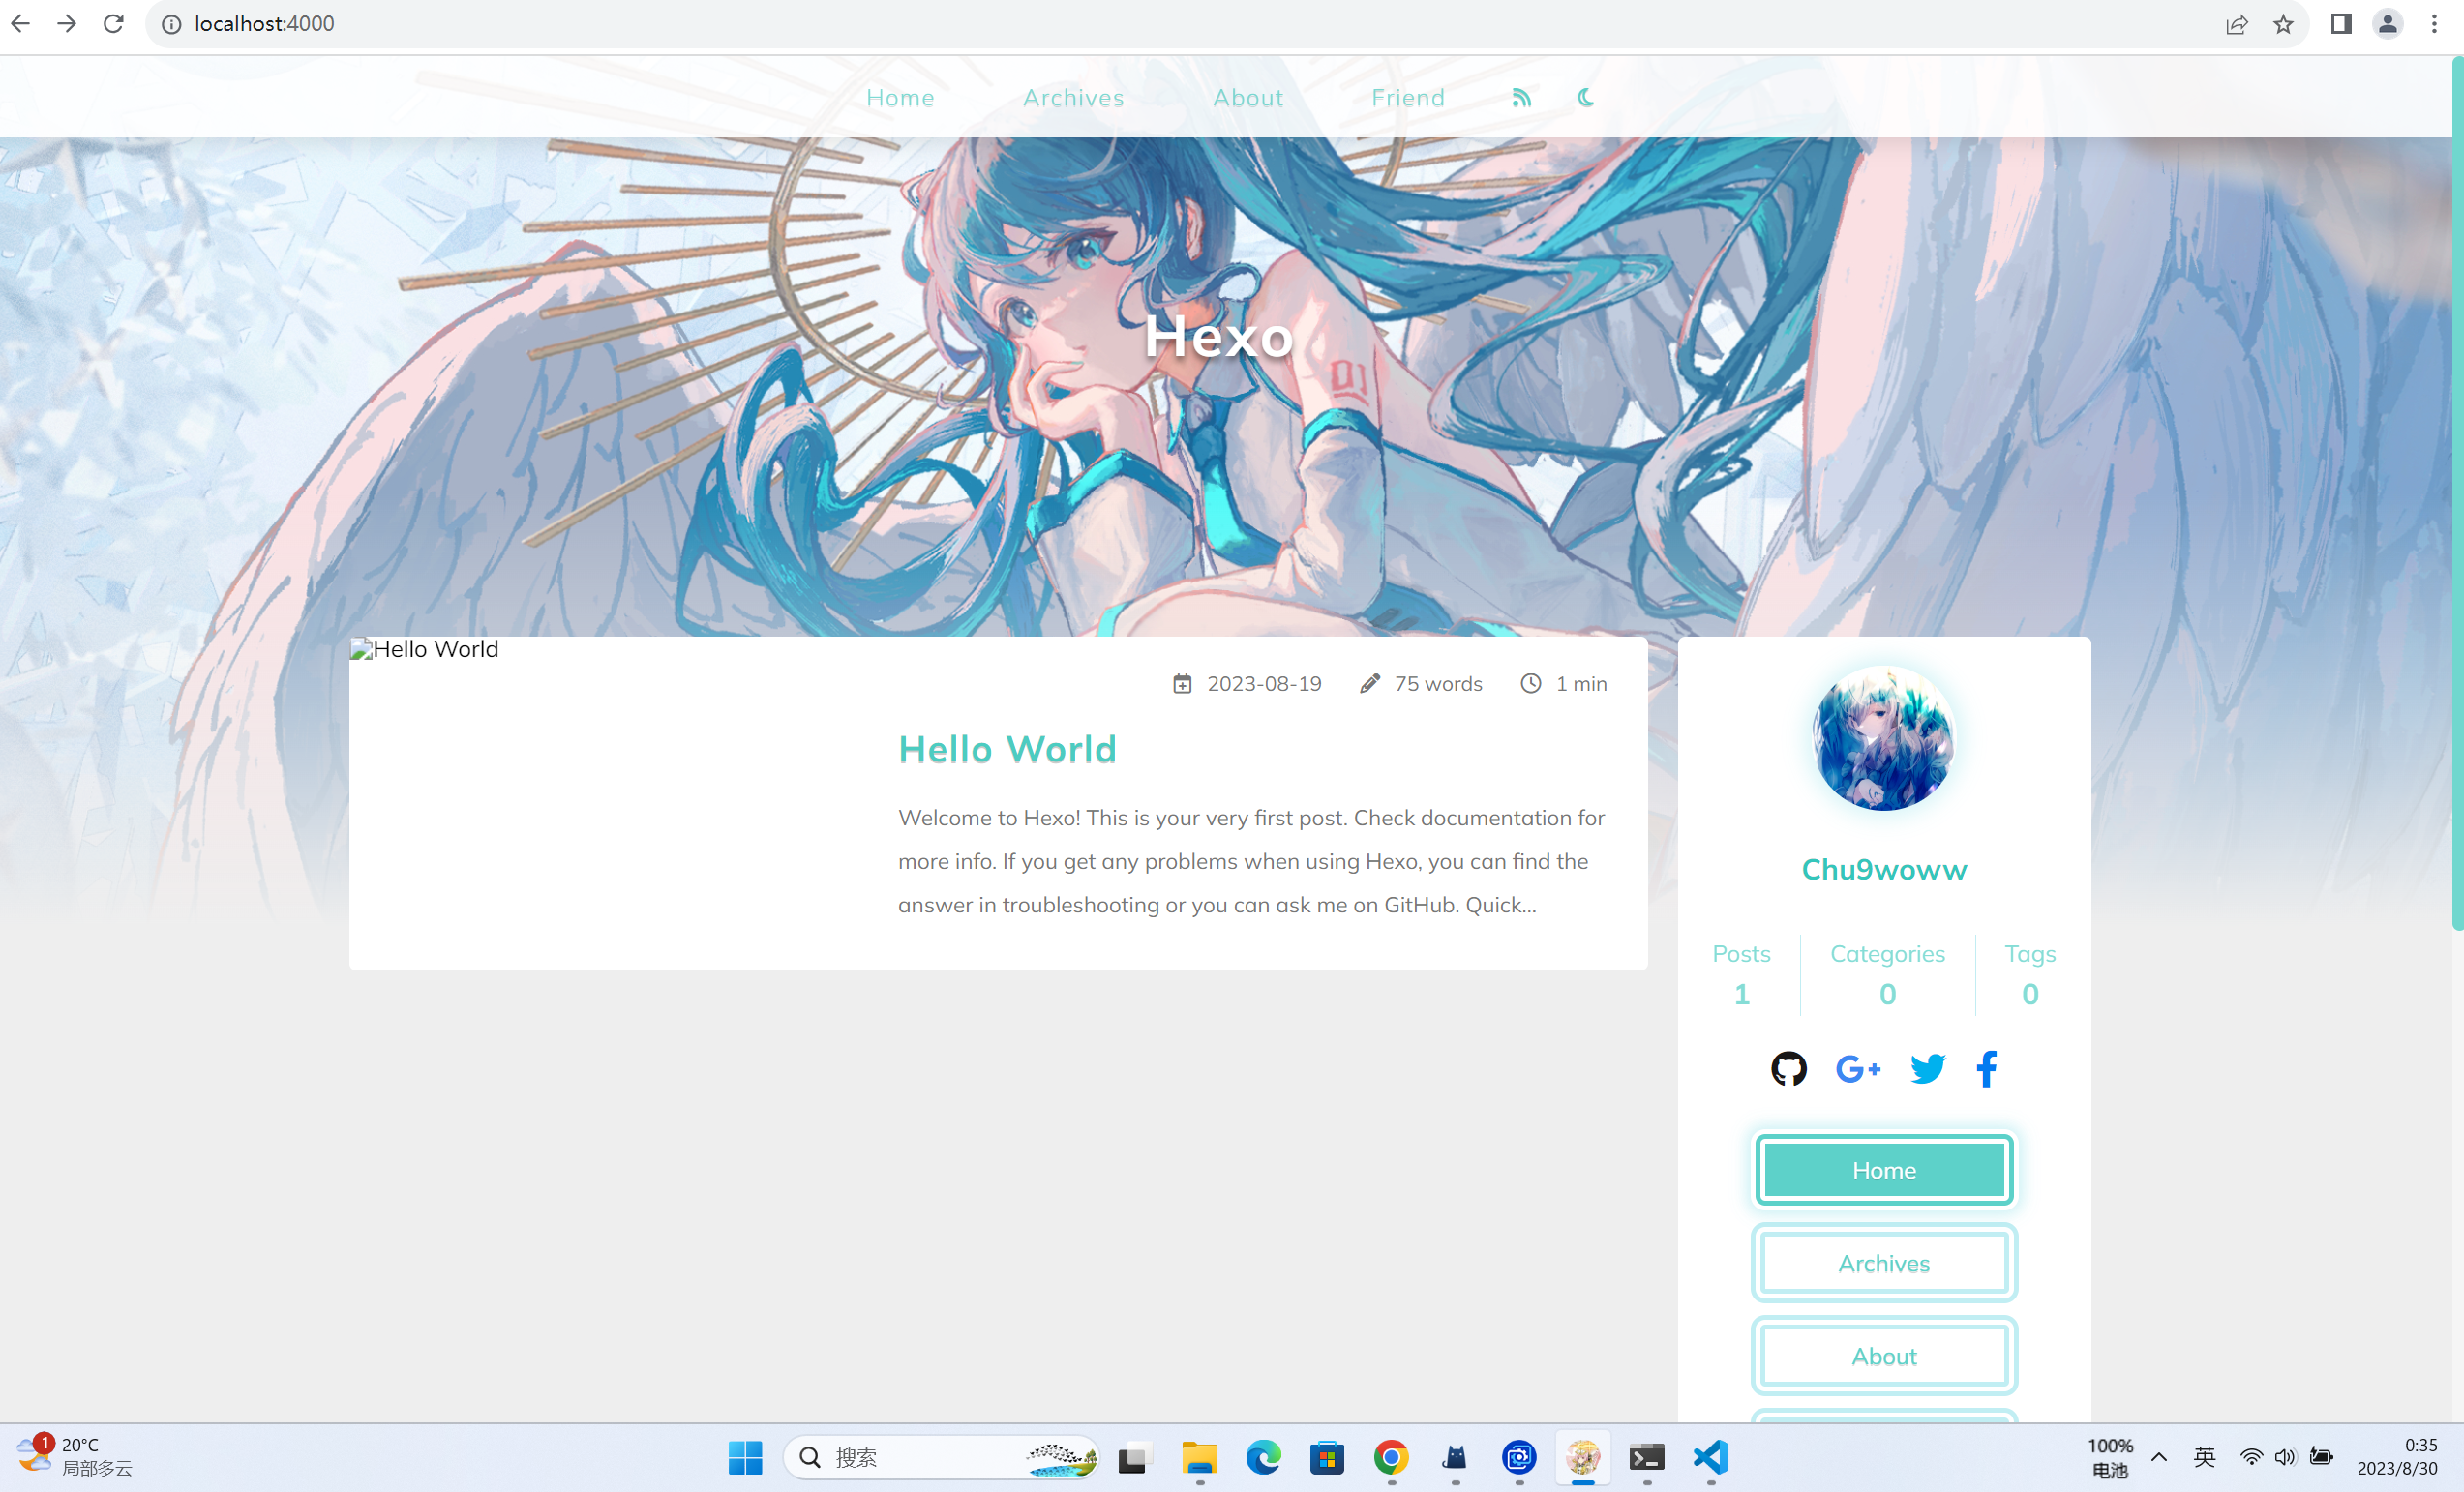 localhost:4000
Home Archives About Friend
Hexo
01
Hello World
2023-08-19 75 words 1 min
Hello World
Welcome to Hexo! This is your very first post. Check documentation for
more info. If you get any problems when using Hexo, you can find the
answer in troubleshooting or you can ask me on GitHub. Quick...
Chu9woww
Posts Categories Tags
1 0 0
G+
Home
Archives
About
1
20°C
局部多云
搜索
100%
电池
英
0:35
2023/8/30